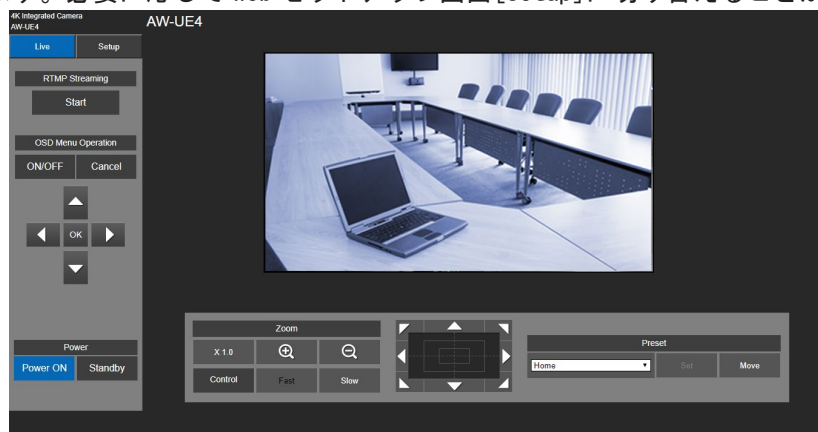 4K Integrated Camera
AW-UE4
AW-UE4
Live Setup
RTMP Streaming
Start
OSD Menu Operation
ON/OFF Cancel
OK
Power
Power ON Standby
Zoom
X 1.0
Control Fast Slow
Preset
Home Set Move